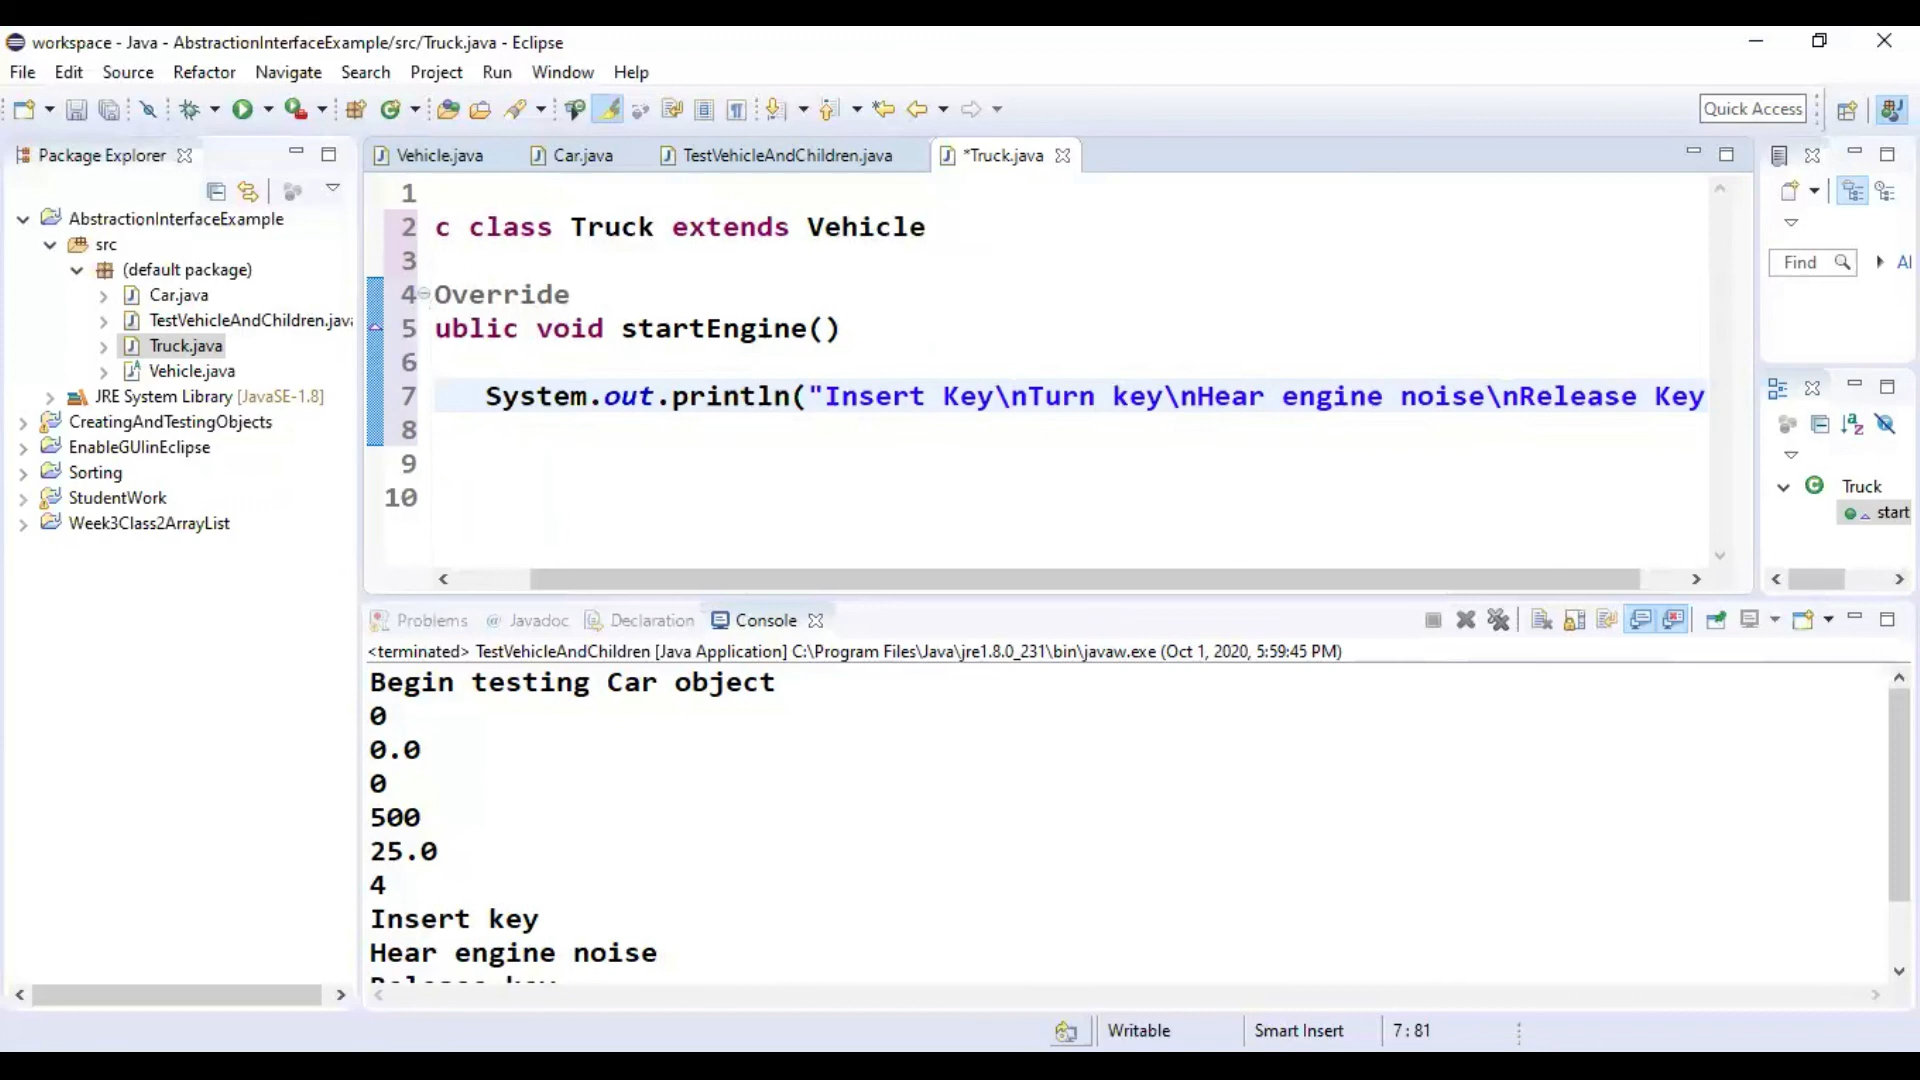 workspace - Java - AbstractionInterfaceExample/src/Truck.java - Eclipse
File Edit Source Refactor Navigate Search Project Run Window Help
Quick Access
Package Explorer
AbstractionInterfaceExample
src
(default package)
Car.java
TestVehicleAndChildren.java
Truck.java
Vehicle.java
JRE System Library [JavaSE-1.8]
CreatingAndTestingObjects
EnableGUIinEclipse
Sorting
StudentWork
Week3Class2ArrayList
Vehicle.java Car.java TestVehicleAndChildren.java *Truck.java
1
2 c class Truck extends Vehicle
3
4 Override
5 ublic void startEngine()
6
7 System.out.println("Insert Key\nTurn key\nHear engine noise\nRelease Key
8
9
10
Find Al
Truck
start
Problems @ Javadoc Declaration Console
<terminated> TestVehicleAndChildren [Java Application] C:\Program Files\Java\jre1.8.0_231\bin\javaw.exe (Oct 1, 2020, 5:59:45 PM)
Begin testing Car object
0
0.0
0
500
25.0
4
Insert key
Hear engine noise
Release key
Writable Smart Insert 7 : 81